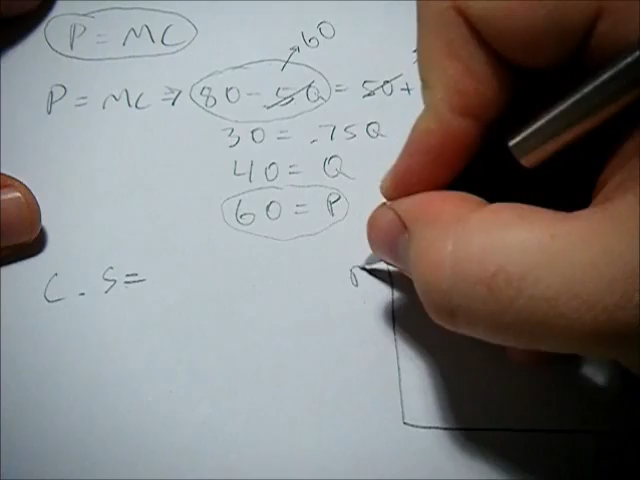 P = MC
60
P = MC ⇒ 80 - .5Q = 50+
30 = .75Q
40 = Q
60 = P
C.S=